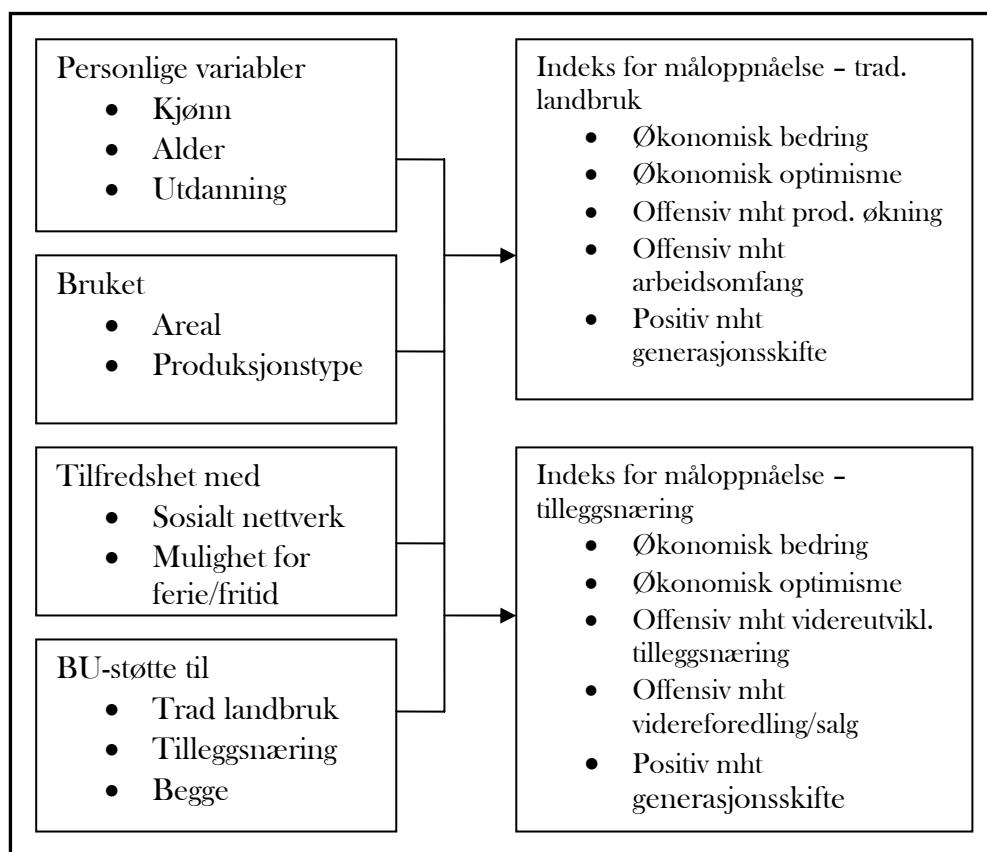 Personlige variabler
• Kjønn
• Alder
• Utdanning
Bruket
• Areal
• Produksjonstype
Tilfredshet med
• Sosialt nettverk
• Mulighet for
ferie/fritid
BU-støtte til
• Trad landbruk
• Tilleggsnæring
• Begge
Indeks for måloppnåelse – trad.
landbruk
• Økonomisk bedring
• Økonomisk optimisme
• Offensiv mht prod. økning
• Offensiv mht
arbeidsomfang
• Positiv mht
generasjonsskifte
Indeks for måloppnåelse –
tilleggsnæring
• Økonomisk bedring
• Økonomisk optimisme
• Offensiv mht videreutvikl.
tilleggsnæring
• Offensiv mht
videreforedling/salg
• Positiv mht
generasjonsskifte